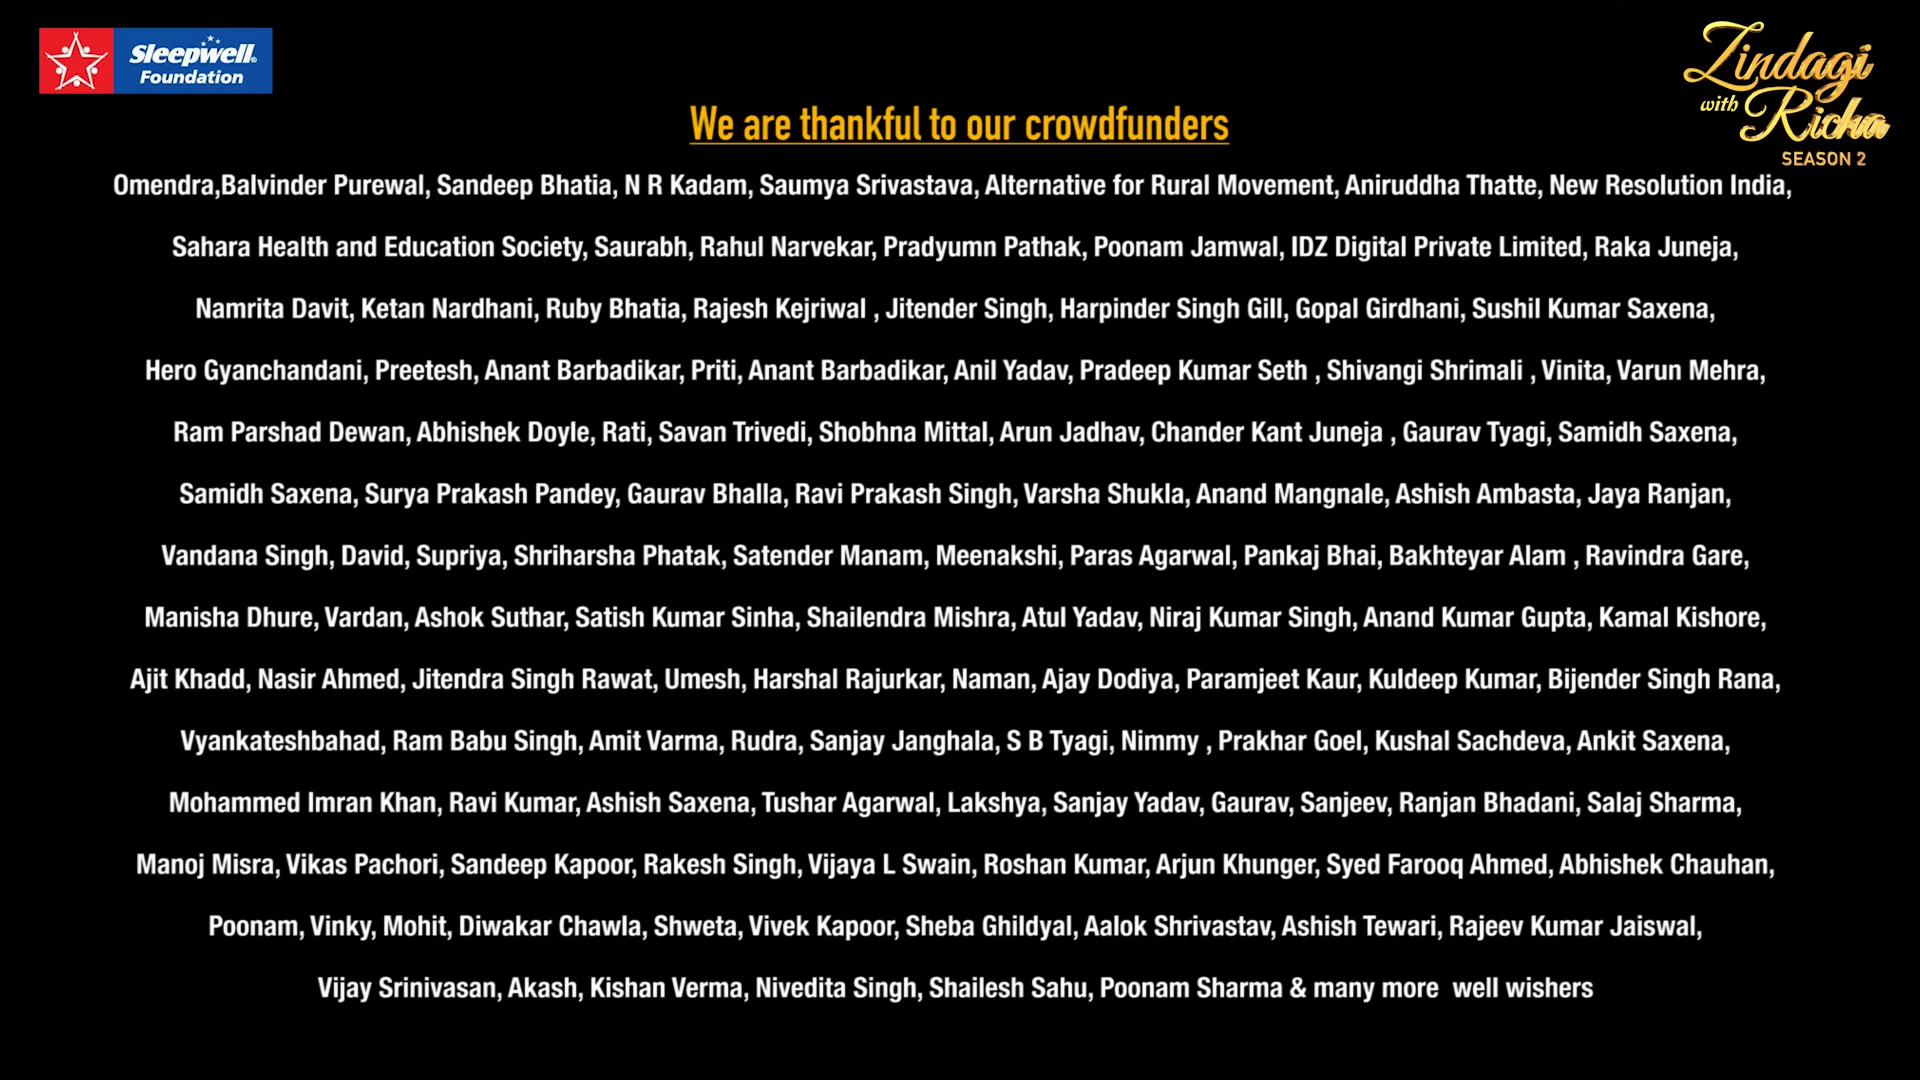 Sleepwell
Foundation
Zindagi
with Richa
SEASON 2
We are thankful to our crowdfunders
Omendra,Balvinder Purewal, Sandeep Bhatia, N R Kadam, Saumya Srivastava, Alternative for Rural Movement, Aniruddha Thatte, New Resolution India,
Sahara Health and Education Society, Saurabh, Rahul Narvekar, Pradyumn Pathak, Poonam Jamwal, IDZ Digital Private Limited, Raka Juneja,
Namrita Davit, Ketan Nardhani, Ruby Bhatia, Rajesh Kejriwal , Jitender Singh, Harpinder Singh Gill, Gopal Girdhani, Sushil Kumar Saxena,
Hero Gyanchandani, Preetesh, Anant Barbadikar, Priti, Anant Barbadikar, Anil Yadav, Pradeep Kumar Seth , Shivangi Shrimali , Vinita, Varun Mehra,
Ram Parshad Dewan, Abhishek Doyle, Rati, Savan Trivedi, Shobhna Mittal, Arun Jadhav, Chander Kant Juneja , Gaurav Tyagi, Samidh Saxena,
Samidh Saxena, Surya Prakash Pandey, Gaurav Bhalla, Ravi Prakash Singh, Varsha Shukla, Anand Mangnale, Ashish Ambasta, Jaya Ranjan,
Vandana Singh, David, Supriya, Shriharsha Phatak, Satender Manam, Meenakshi, Paras Agarwal, Pankaj Bhai, Bakhteyar Alam , Ravindra Gare,
Manisha Dhure, Vardan, Ashok Suthar, Satish Kumar Sinha, Shailendra Mishra, Atul Yadav, Niraj Kumar Singh, Anand Kumar Gupta, Kamal Kishore,
Ajit Khadd, Nasir Ahmed, Jitendra Singh Rawat, Umesh, Harshal Rajurkar, Naman, Ajay Dodiya, Paramjeet Kaur, Kuldeep Kumar, Bijender Singh Rana,
Vyankateshbahad, Ram Babu Singh, Amit Varma, Rudra, Sanjay Janghala, S B Tyagi, Nimmy , Prakhar Goel, Kushal Sachdeva, Ankit Saxena,
Mohammed Imran Khan, Ravi Kumar, Ashish Saxena, Tushar Agarwal, Lakshya, Sanjay Yadav, Gaurav, Sanjeev, Ranjan Bhadani, Salaj Sharma,
Manoj Misra, Vikas Pachori, Sandeep Kapoor, Rakesh Singh, Vijaya L Swain, Roshan Kumar, Arjun Khunger, Syed Farooq Ahmed, Abhishek Chauhan,
Poonam, Vinky, Mohit, Diwakar Chawla, Shweta, Vivek Kapoor, Sheba Ghildyal, Aalok Shrivastav, Ashish Tewari, Rajeev Kumar Jaiswal,
Vijay Srinivasan, Akash, Kishan Verma, Nivedita Singh, Shailesh Sahu, Poonam Sharma & many more  well wishers